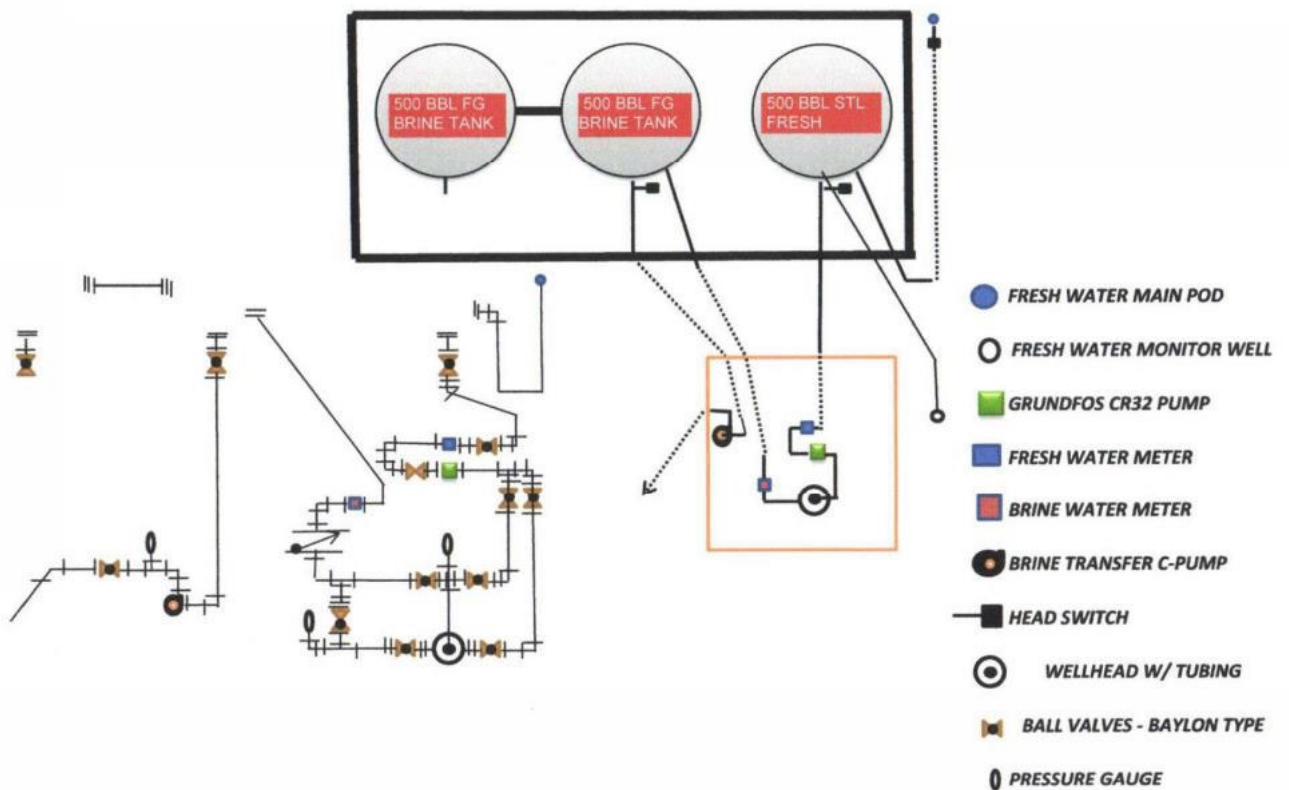 500 BBL FG
BRINE TANK
500 BBL FG
BRINE TANK
500 BBL STL
FRESH
FRESH WATER MAIN POD
FRESH WATER MONITOR WELL
GRUNDFOS CR32 PUMP
FRESH WATER METER
BRINE WATER METER
BRINE TRANSFER C-PUMP
HEAD SWITCH
WELLHEAD W/ TUBING
BALL VALVES - BAYLON TYPE
PRESSURE GAUGE